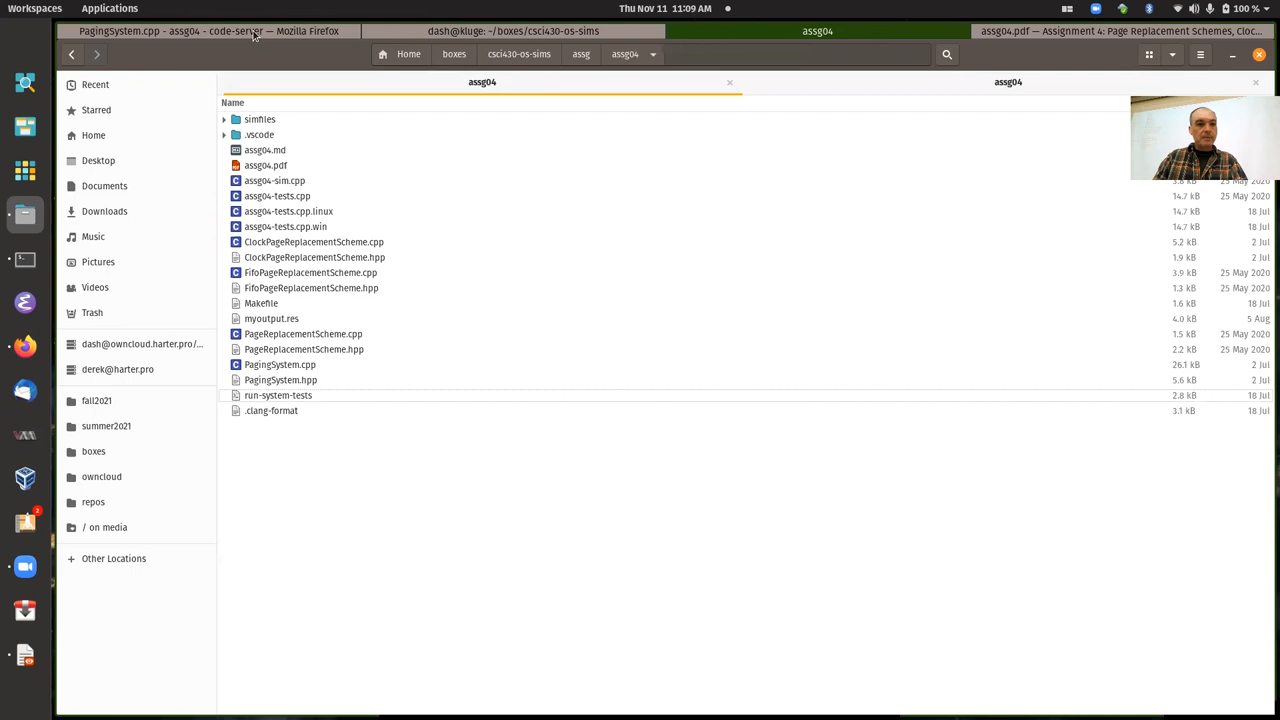 Workspaces Applications Thu Nov 11 11:09 AM 100 %
PagingSystem.cpp - assg04 - code-server — Mozilla Firefox dash@kluge: ~/boxes/csci430-os-sims assg04 assg04.pdf — Assignment 4: Page Replacement Schemes, Cloc...
Home boxes csci430-os-sims assg assg04
assg04 assg04
Name
Recent
Starred
Home
Desktop
Documents
Downloads
Music
Pictures
Videos
Trash
dash@owncloud.harter.pro/...
derek@harter.pro
fall2021
summer2021
boxes
owncloud
repos
/ on media
Other Locations
2
simfiles
.vscode
assg04.md
assg04.pdf
assg04-sim.cpp 3.8 kB 25 May 2020
assg04-tests.cpp 14.7 kB 25 May 2020
assg04-tests.cpp.linux 14.7 kB 18 Jul
assg04-tests.cpp.win 14.7 kB 18 Jul
ClockPageReplacementScheme.cpp 5.2 kB 2 Jul
ClockPageReplacementScheme.hpp 1.9 kB 2 Jul
FifoPageReplacementScheme.cpp 3.9 kB 25 May 2020
FifoPageReplacementScheme.hpp 1.3 kB 25 May 2020
Makefile 1.6 kB 18 Jul
myoutput.res 4.0 kB 5 Aug
PageReplacementScheme.cpp 1.5 kB 25 May 2020
PageReplacementScheme.hpp 2.2 kB 25 May 2020
PagingSystem.cpp 26.1 kB 2 Jul
PagingSystem.hpp 5.6 kB 2 Jul
run-system-tests 2.8 kB 18 Jul
.clang-format 3.1 kB 18 Jul